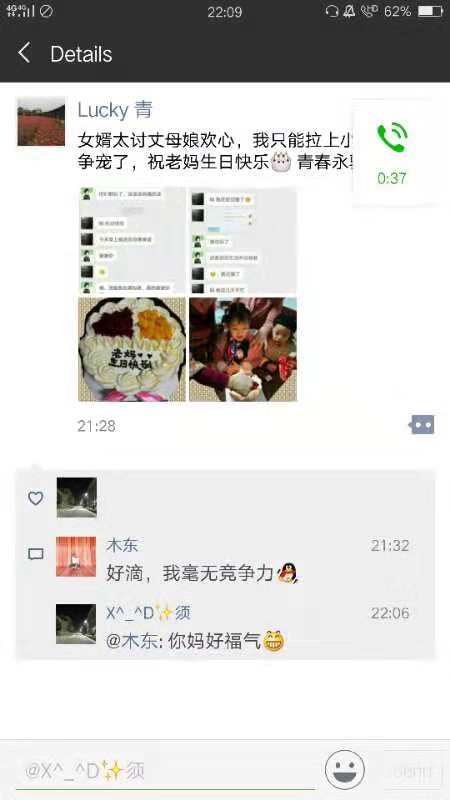 4G 4G
22:09
HD
62%
Details
Lucky 青
女婿太讨丈母娘欢心，我只能拉上小
争宠了，祝老妈生日快乐 青春永
0:37
老妈
生日快乐
21:28
木东
21:32
好滴，我毫无竞争力
X^_^D✨须
22:06
@木东: 你妈好福气😁
@X^_^D✨须
Send